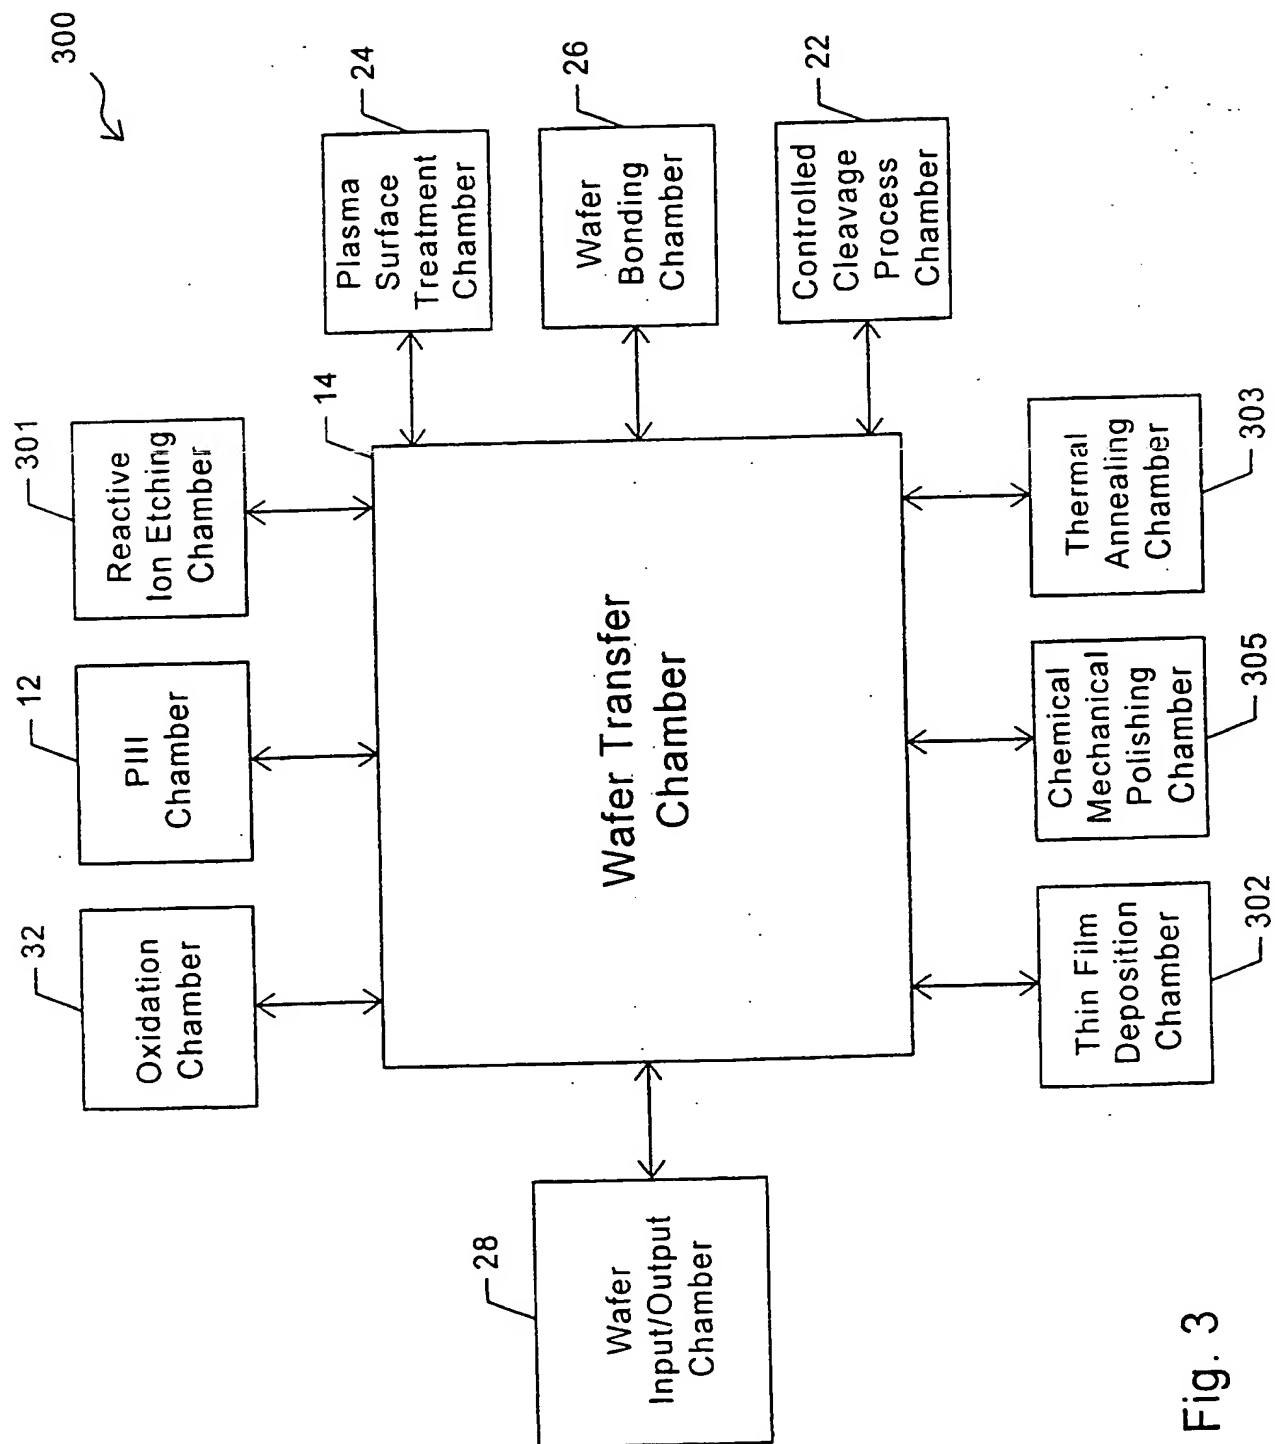 300
32
Oxidation
Chamber
12
PIII
Chamber
301
Reactive
Ion Etching
Chamber
14
24
Plasma
Surface
Treatment
Chamber
28
Wafer
Input/Output
Chamber
Wafer Transfer
Chamber
26
Wafer
Bonding
Chamber
22
Controlled
Cleavage
Process
Chamber
Thin Film
Deposition
Chamber
302
Chemical
Mechanical
Polishing
Chamber
305
Thermal
Annealing
Chamber
303
Fig. 3